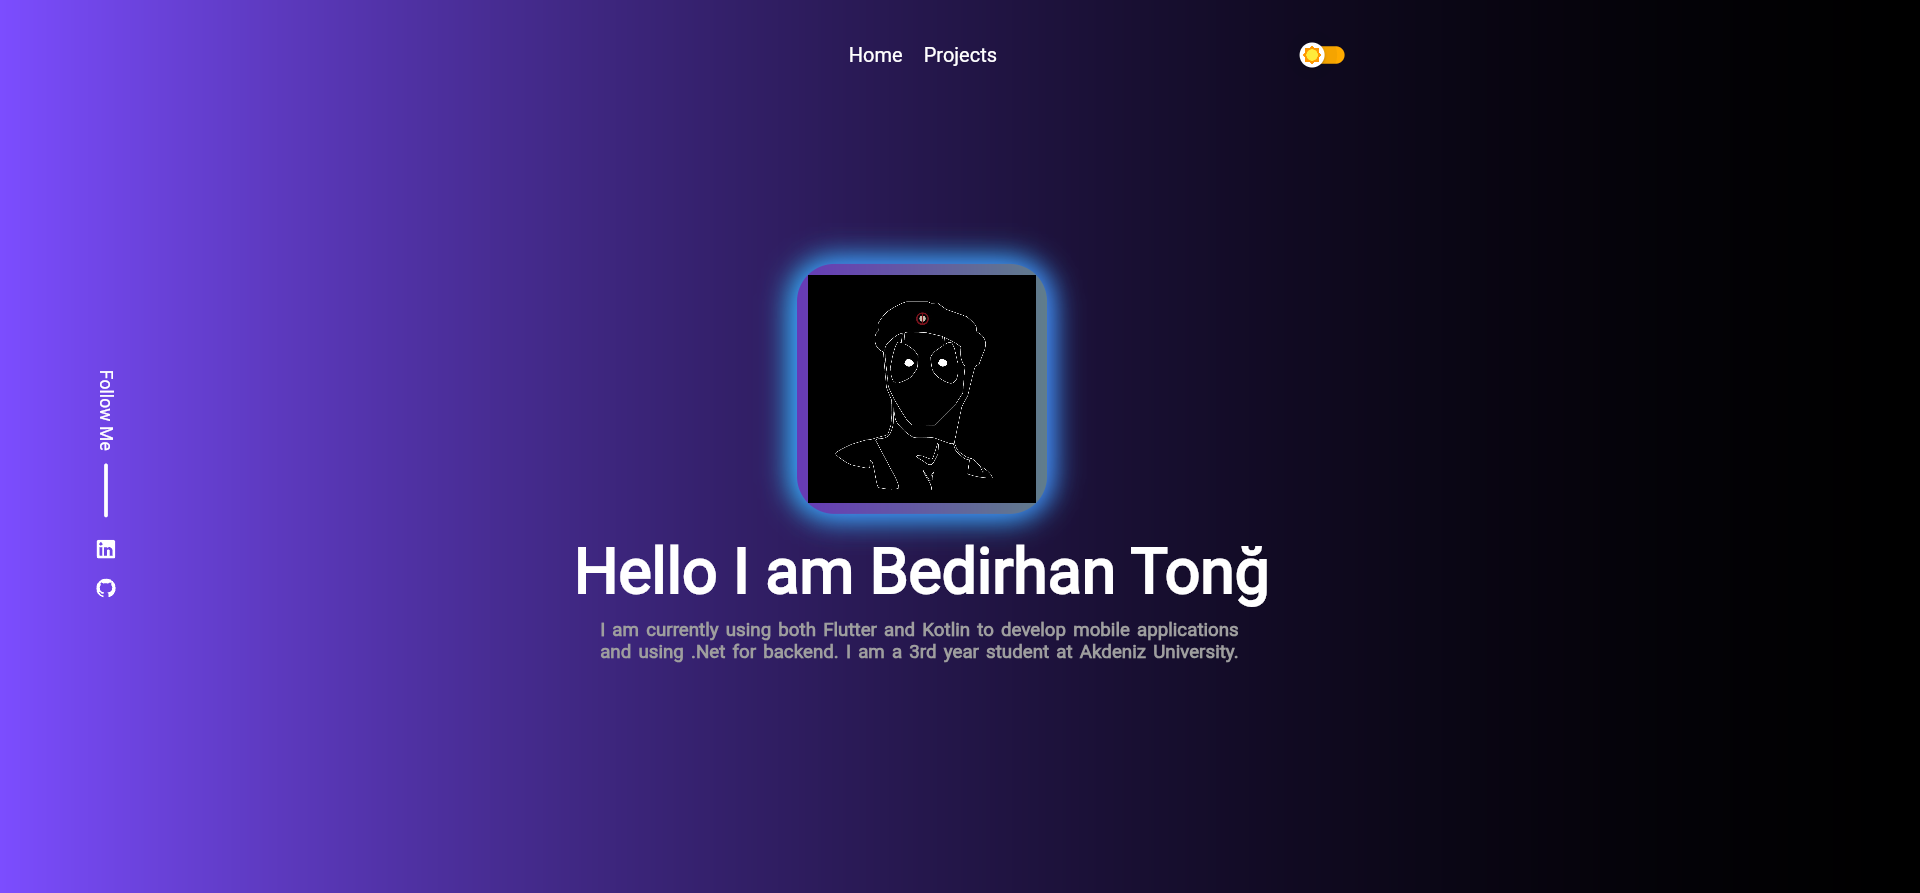 Home Projects
Follow Me
Hello I am Bedirhan Tonğ
I am currently using both Flutter and Kotlin to develop mobile applications
and using .Net for backend. I am a 3rd year student at Akdeniz University.